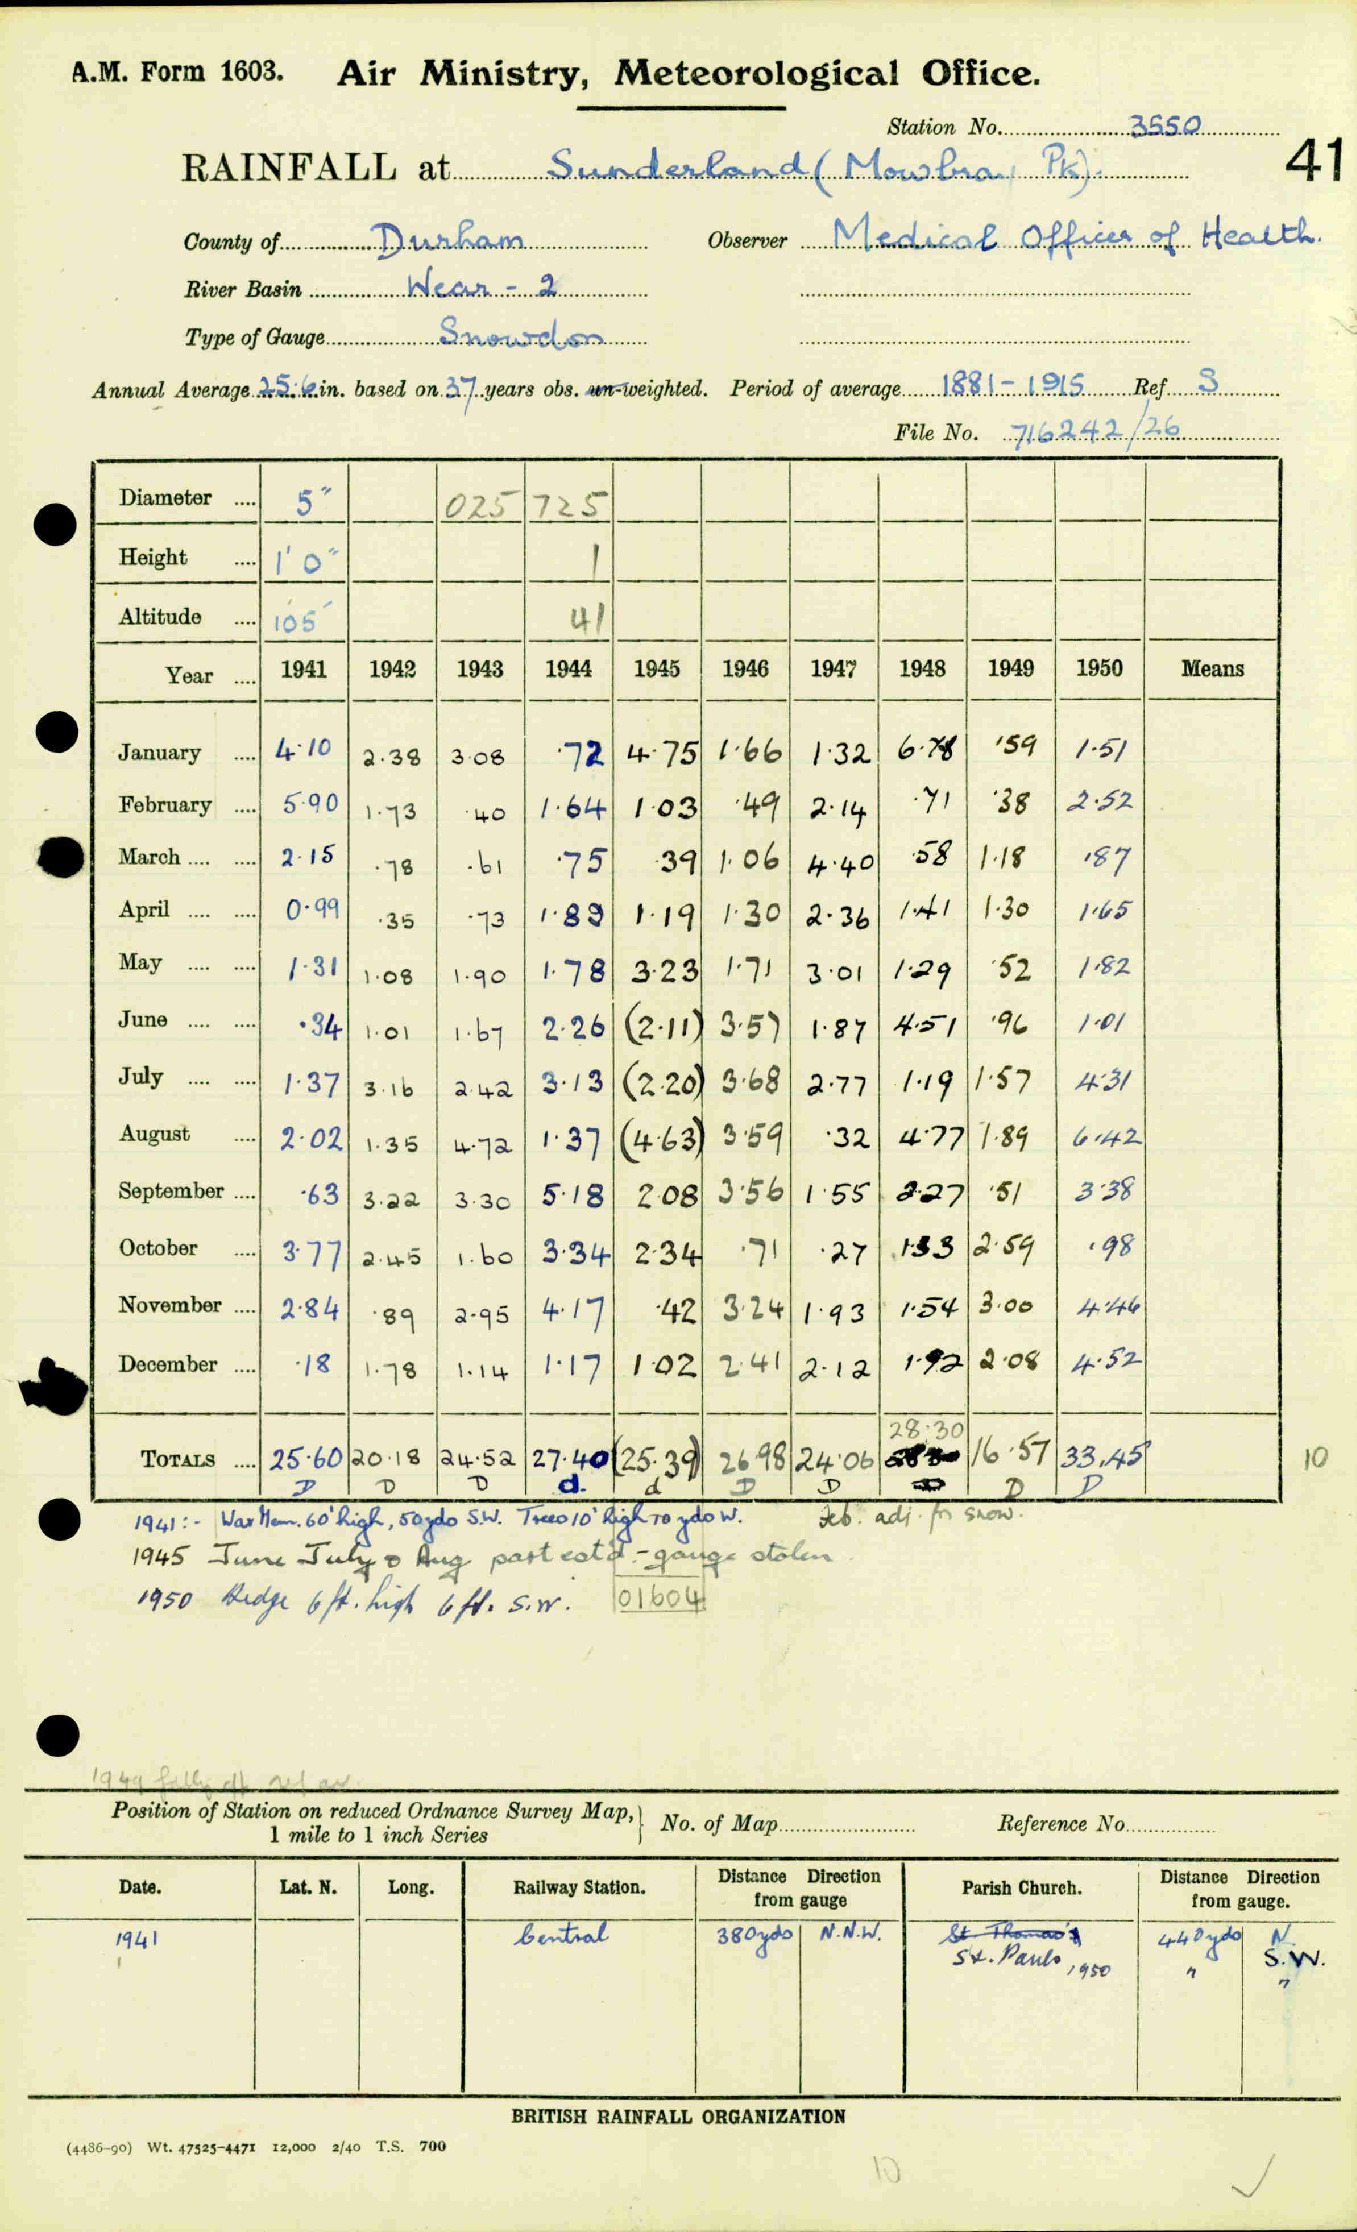 A.M. Form 1603. Air Ministry, Meteorological Office.
Station No. 3550
41
RAINFALL at Sunderland (Mowbray Pk).
County of Durham Observer Medical Officer of Health.
River Basin Wear - 2
Type of Gauge Snowdon
Annual Average 25.6 in. based on 37 years obs. un-weighted. Period of average 1881-1915 Ref. S
File No. 716242/26
Diameter .... 5" 025 725
Height .... 1' 0" 1
Altitude .... 105' 41
Year .... 1941 1942 1943 1944 1945 1946 1947 1948 1949 1950 Means
January .... 4.10 2.38 3.08 .72 4.75 1.66 1.32 6.78 .59 1.51
February .... 5.90 1.73 .40 1.64 1.03 .49 2.14 .71 .38 2.52
March .... .... 2.15 .78 .61 .75 .39 1.06 4.40 .58 1.18 .87
April .... .... 0.99 .35 .73 1.89 1.19 1.30 2.36 1.41 1.30 1.65
May .... .... 1.31 1.08 1.90 1.78 3.23 1.71 3.01 1.29 .52 1.82
June .... .... .34 1.01 1.67 2.26 (2.11) 3.57 1.87 4.51 .96 1.01
July .... .... 1.37 3.16 2.42 3.13 (2.20) 3.68 2.77 1.19 1.57 4.31
August .... 2.02 1.35 4.72 1.37 (4.63) 3.59 .32 4.77 1.89 6.42
September .... .63 3.22 3.30 5.18 2.08 3.56 1.55 2.27 .51 3.38
October .... 3.77 2.45 1.60 3.34 2.34 .71 .27 1.33 2.59 .98
November .... 2.84 .89 2.95 4.17 .42 3.24 1.93 1.54 3.00 4.46
December .... .18 1.78 1.14 1.17 1.02 2.41 2.12 1.92 2.08 4.52
28.30
TOTALS .... 25.60 20.18 24.52 27.40 (25.39) 26.98 24.06 16.57 33.45 10
D D D d. d D D D D
1941:- War Mem. 60' high, 50 yds S.W. Trees 10' high 70 yds W. Feb. adj. for snow.
1945 June July & Aug part est'd - gauge stolen
1950 Hedge 6 ft. high 6 ft. S.W. 01604
1949
Position of Station on reduced Ordnance Survey Map, } No. of Map Reference No.
1 mile to 1 inch Series
Date. Lat. N. Long. Railway Station. Distance Direction from gauge Parish Church. Distance Direction from gauge.
1941 Central 380 yds N.N.W. St. Thomas's 440 yds N.
S.W.
St. Pauls, 1950 " "
BRITISH RAINFALL ORGANIZATION
(4486-90) Wt. 47525-4471 12,000 2/40 T.S. 700
10